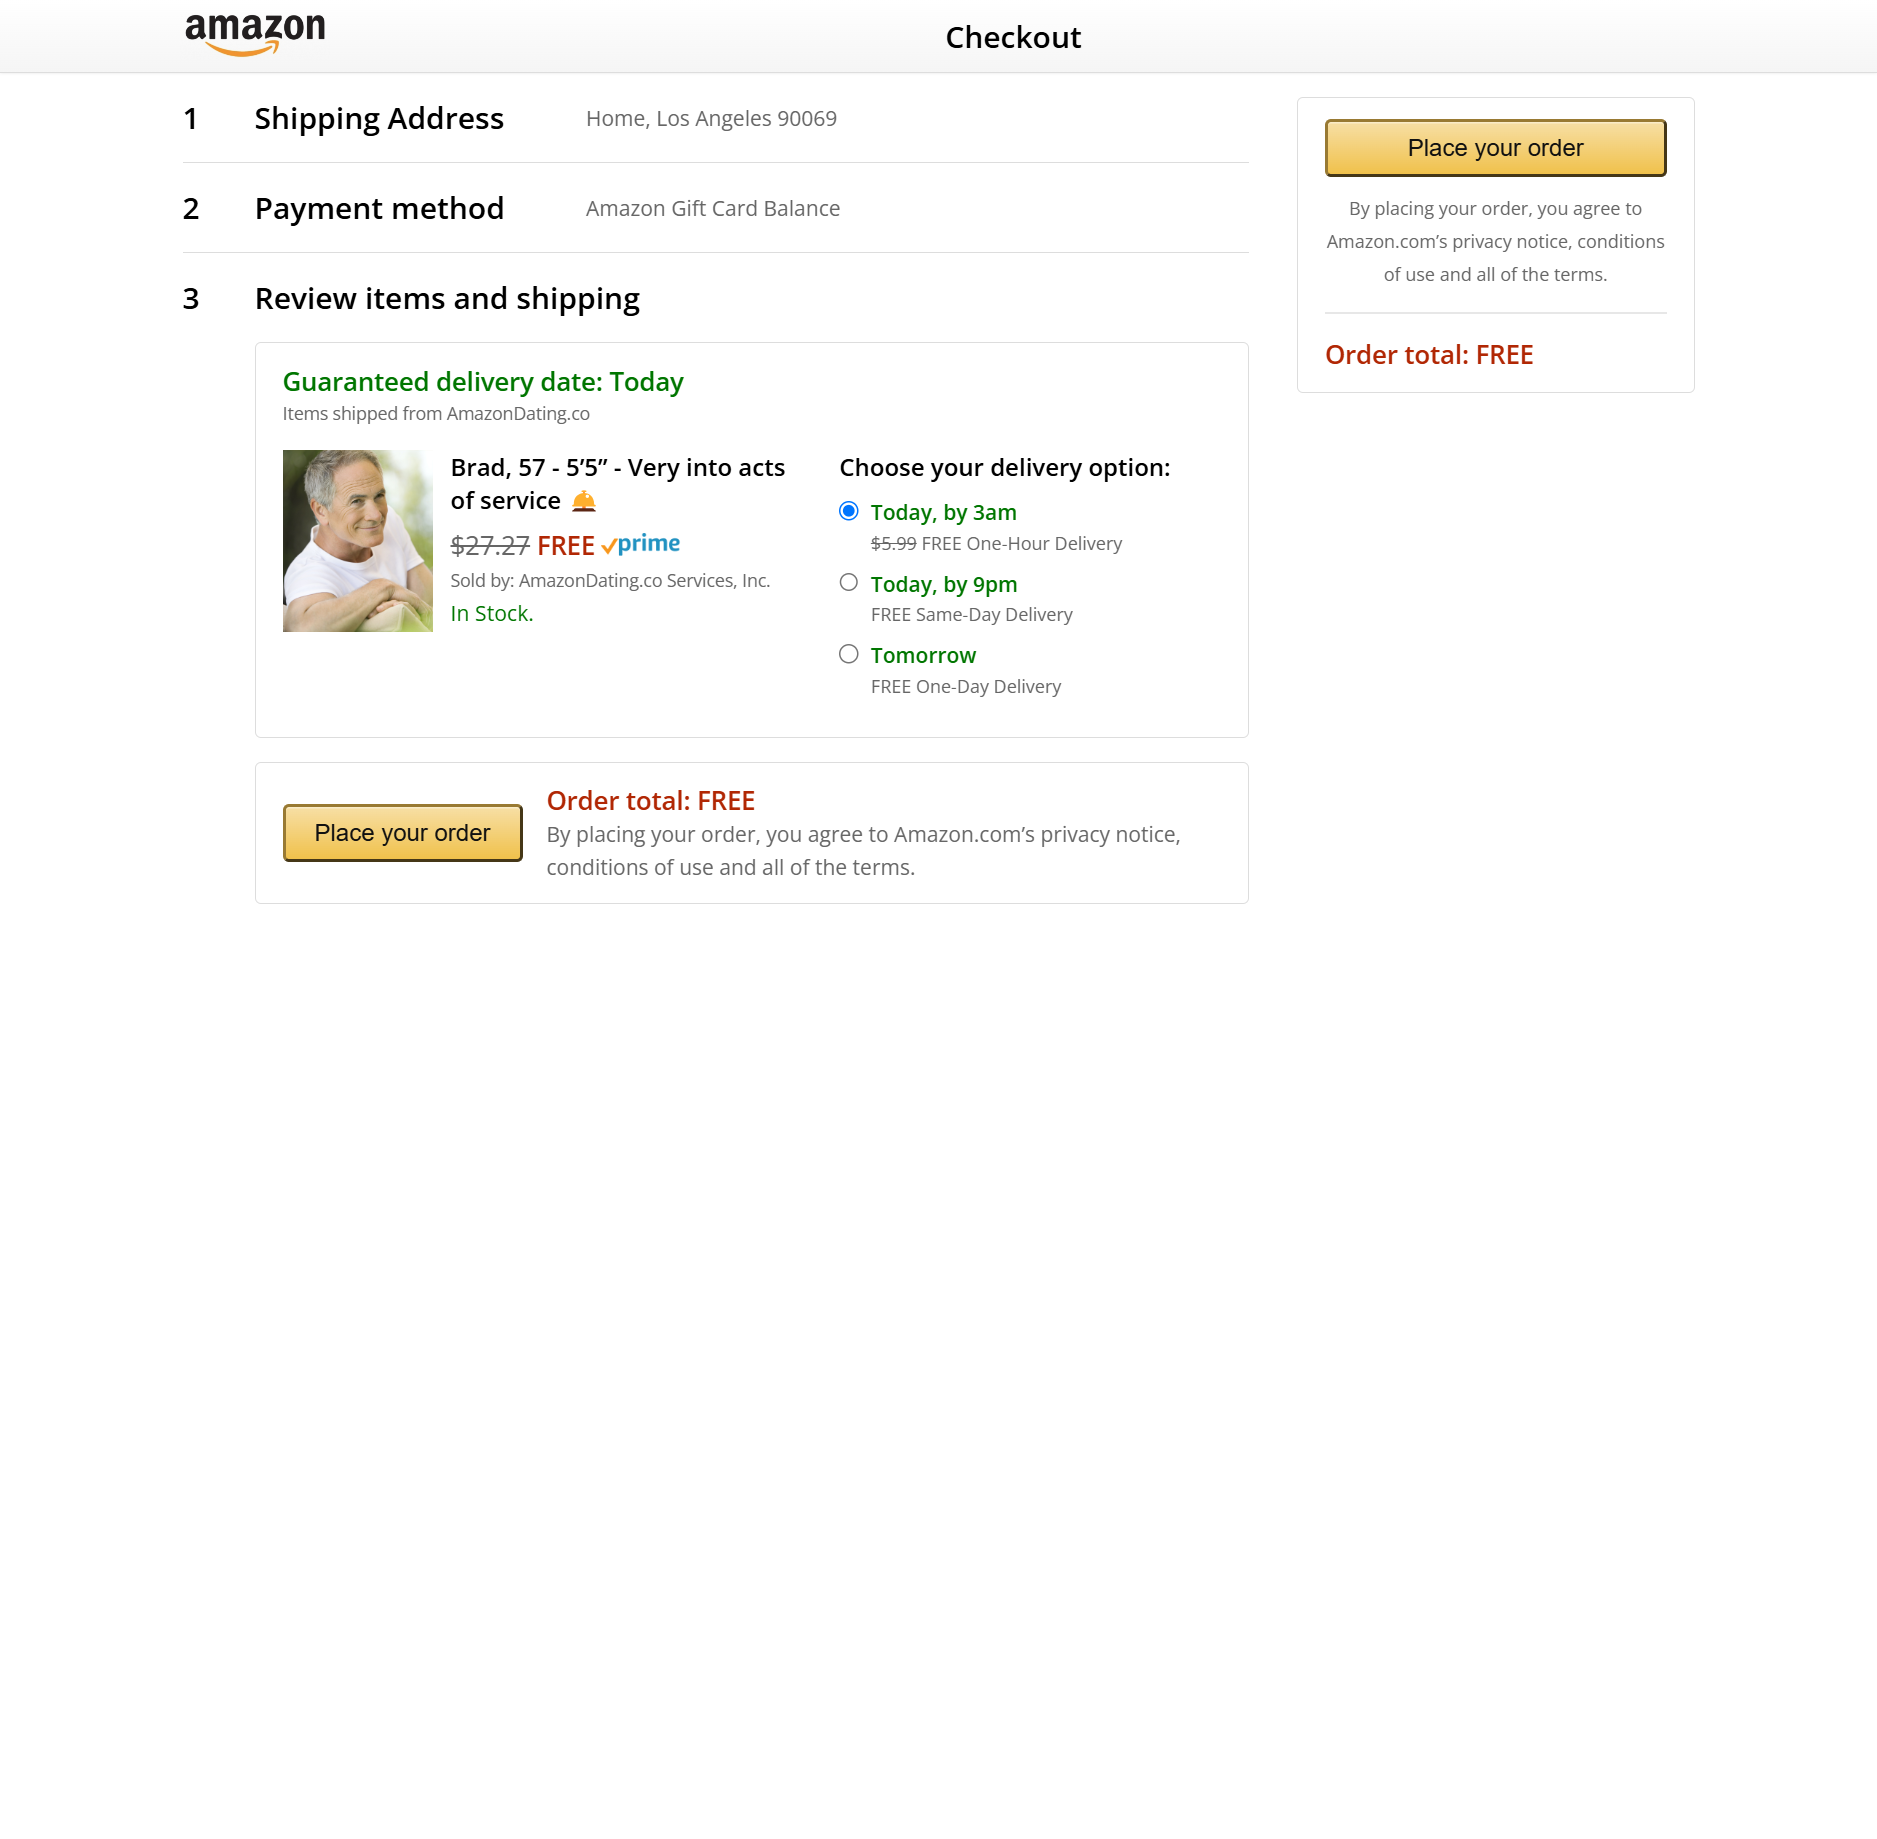 amazon
Checkout
1 Shipping Address Home, Los Angeles 90069
2 Payment method Amazon Gift Card Balance
3 Review items and shipping
Guaranteed delivery date: Today
Items shipped from AmazonDating.co
Brad, 57 - 5’5” - Very into acts
of service
$27.27 FREE prime
Sold by: AmazonDating.co Services, Inc.
In Stock.
Choose your delivery option:
Today, by 3am
$5.99 FREE One-Hour Delivery
Today, by 9pm
FREE Same-Day Delivery
Tomorrow
FREE One-Day Delivery
Place your order
Order total: FREE
By placing your order, you agree to Amazon.com’s privacy notice,
conditions of use and all of the terms.
Place your order
By placing your order, you agree to
Amazon.com’s privacy notice, conditions
of use and all of the terms.
Order total: FREE